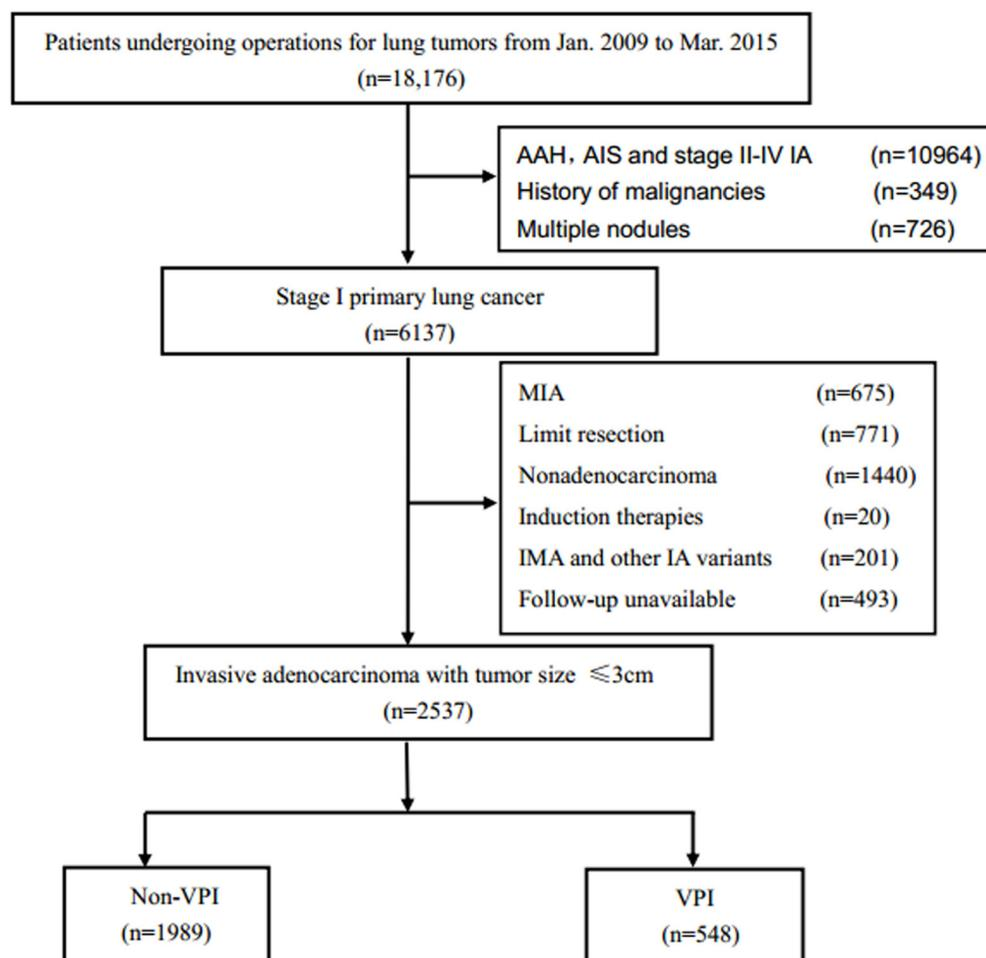 Patients undergoing operations for lung tumors from Jan. 2009 to Mar. 2015
(n=18,176)
AAH, AIS and stage II-IV IA (n=10964)
History of malignancies (n=349)
Multiple nodules (n=726)
Stage I primary lung cancer
(n=6137)
MIA (n=675)
Limit resection (n=771)
Nonadenocarcinoma (n=1440)
Induction therapies (n=20)
IMA and other IA variants (n=201)
Follow-up unavailable (n=493)
Invasive adenocarcinoma with tumor size ≤3cm
(n=2537)
Non-VPI
(n=1989)
VPI
(n=548)